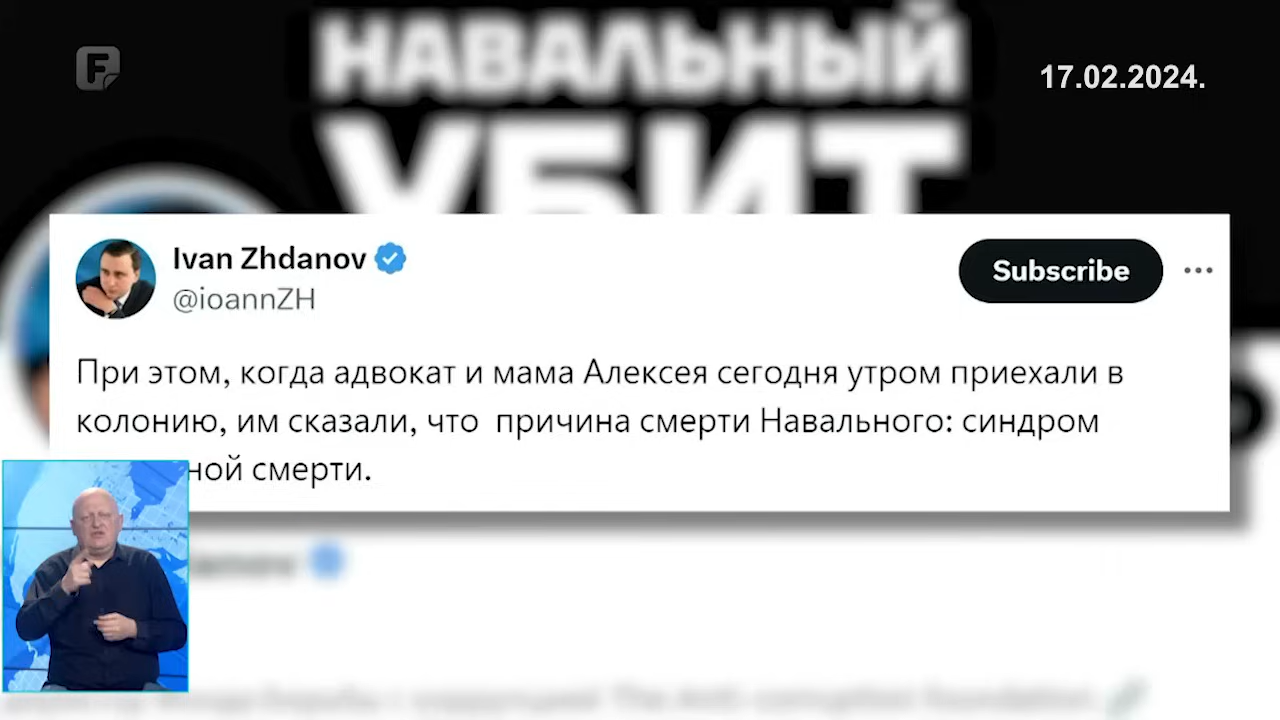 НАВАЛЬНЫЙ
17.02.2024.
УБИТ
Ivan Zhdanov
@ioannZH
Subscribe
При этом, когда адвокат и мама Алексея сегодня утром приехали в
колонию, им сказали, что причина смерти Навального: синдром
смерти.